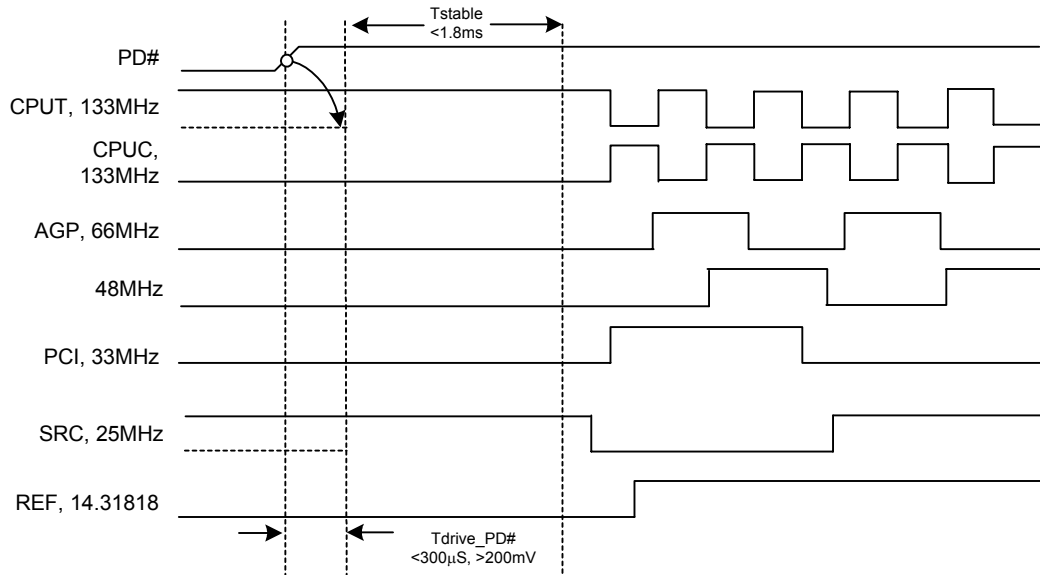 Tstable
<1.8ms
PD#
CPUT, 133MHz
CPUC,
133MHz
AGP, 66MHz
48MHz
PCI, 33MHz
SRC, 25MHz
REF, 14.31818
Tdrive_PD#
<300μS, >200mV